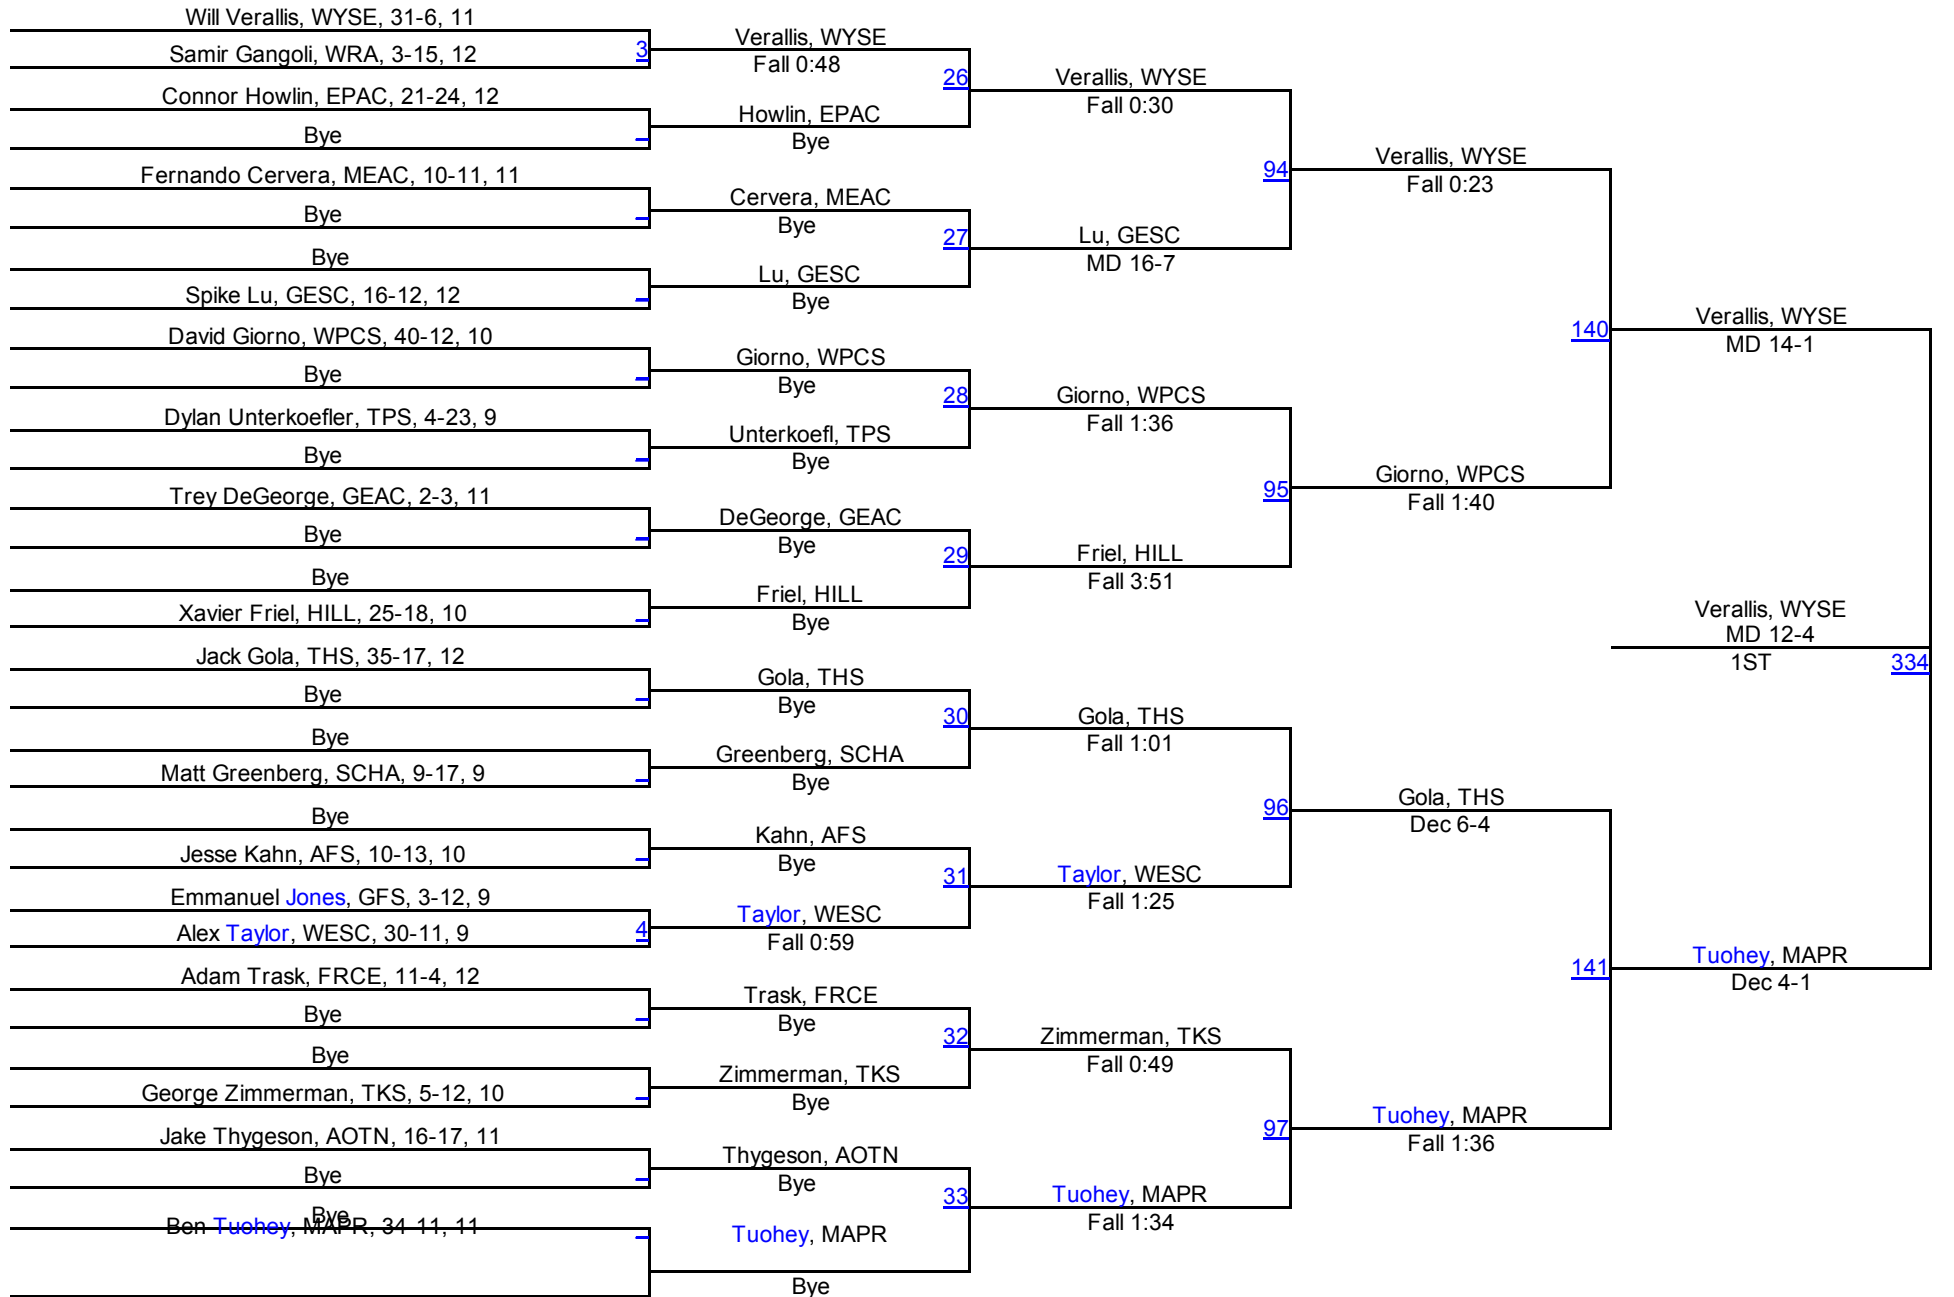 Will Verallis, WYSE, 31-6, 11
Samir Gangoli, WRA, 3-15, 12
3
Connor Howlin, EPAC, 21-24, 12
Bye
Fernando Cervera, MEAC, 10-11, 11
Bye
Bye
Spike Lu, GESC, 16-12, 12
David Giorno, WPCS, 40-12, 10
Bye
Dylan Unterkoefler, TPS, 4-23, 9
Bye
Trey DeGeorge, GEAC, 2-3, 11
Bye
Bye
Xavier Friel, HILL, 25-18, 10
Jack Gola, THS, 35-17, 12
Bye
Bye
Matt Greenberg, SCHA, 9-17, 9
Bye
Jesse Kahn, AFS, 10-13, 10
Emmanuel Jones, GFS, 3-12, 9
Alex Taylor, WESC, 30-11, 9
4
Adam Trask, FRCE, 11-4, 12
Bye
Bye
George Zimmerman, TKS, 5-12, 10
Jake Thygeson, AOTN, 16-17, 11
Bye
Bye
Ben Tuohey, MAPR, 34-11, 11
Verallis, WYSE
Fall 0:48
26
Howlin, EPAC
Bye
Cervera, MEAC
Bye
27
Lu, GESC
Bye
Giorno, WPCS
Bye
28
Unterkoefl, TPS
Bye
DeGeorge, GEAC
Bye
29
Friel, HILL
Bye
Gola, THS
Bye
30
Greenberg, SCHA
Bye
Kahn, AFS
Bye
31
Taylor, WESC
Fall 0:59
Trask, FRCE
Bye
32
Zimmerman, TKS
Bye
Thygeson, AOTN
Bye
33
Tuohey, MAPR
Bye
Verallis, WYSE
Fall 0:30
94
Lu, GESC
MD 16-7
Giorno, WPCS
Fall 1:36
95
Friel, HILL
Fall 3:51
Gola, THS
Fall 1:01
96
Taylor, WESC
Fall 1:25
Zimmerman, TKS
Fall 0:49
97
Tuohey, MAPR
Fall 1:34
Verallis, WYSE
Fall 0:23
140
Giorno, WPCS
Fall 1:40
Gola, THS
Dec 6-4
141
Tuohey, MAPR
Fall 1:36
Verallis, WYSE
MD 14-1
Verallis, WYSE
MD 12-4
1ST
334
Tuohey, MAPR
Dec 4-1